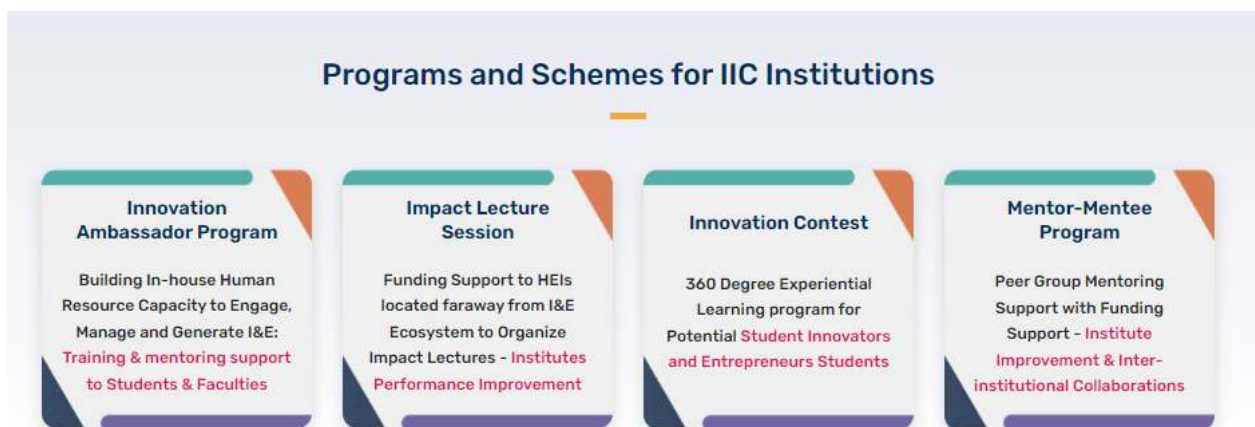 Programs and Schemes for IIC Institutions
Innovation
Ambassador Program
Building In-house Human
Resource Capacity to Engage,
Manage and Generate I&E:
Training & mentoring support
to Students & Faculties
Impact Lecture
Session
Funding Support to HEIs
located faraway from I&E
Ecosystem to Organize
Impact Lectures - Institutes
Performance Improvement
Innovation Contest
360 Degree Experiential
Learning program for
Potential Student Innovators
and Entrepreneurs Students
Mentor-Mentee
Program
Peer Group Mentoring
Support with Funding
Support - Institute
Improvement & Inter-
institutional Collaborations